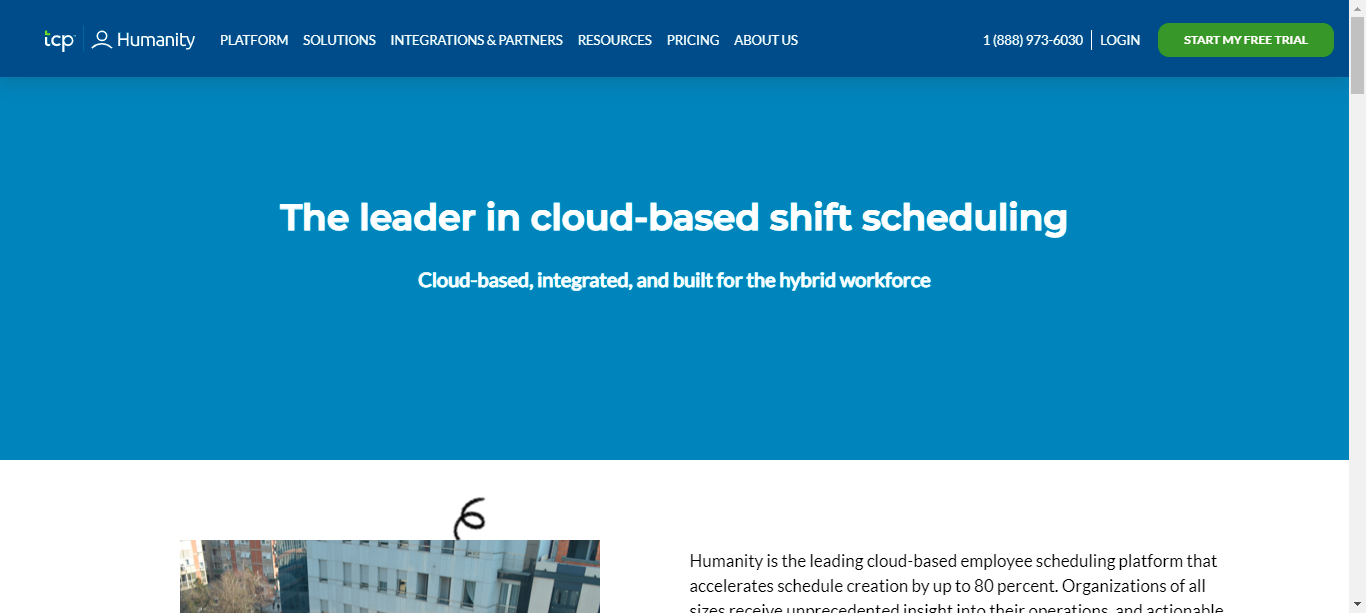 tcp Humanity PLATFORM SOLUTIONS INTEGRATIONS & PARTNERS RESOURCES PRICING ABOUT US 1 (888) 973-6030 LOGIN START MY FREE TRIAL
The leader in cloud-based shift scheduling
Cloud-based, integrated, and built for the hybrid workforce
Humanity is the leading cloud-based employee scheduling platform that
accelerates schedule creation by up to 80 percent. Organizations of all
sizes receive unprecedented insight into their operations, and actionable